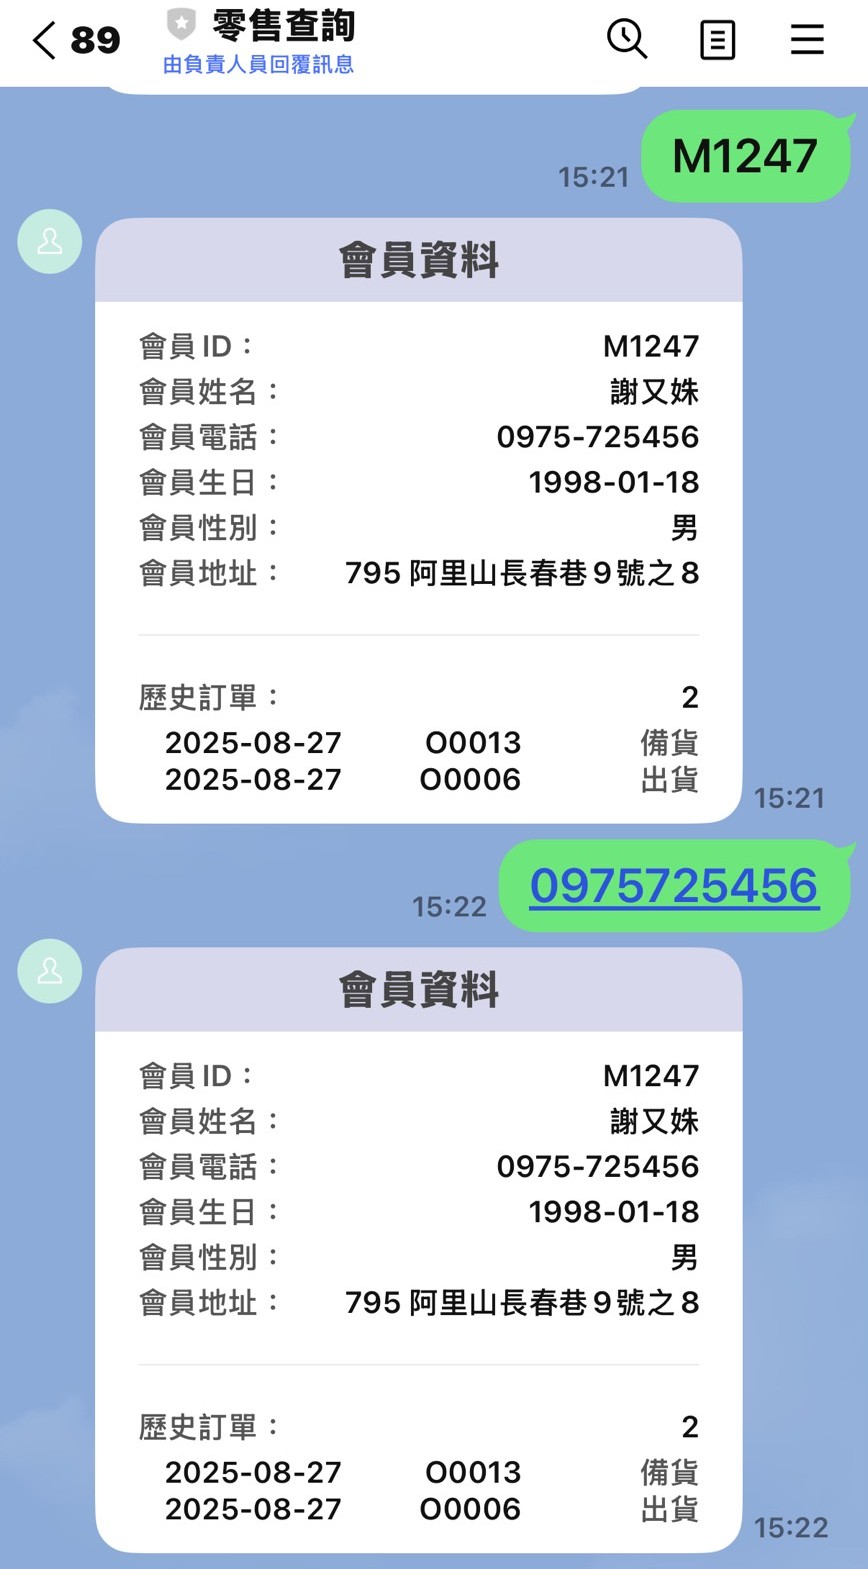 89
零售查詢
由負責人員回覆訊息
M1247
15:21
會員資料
會員ID： M1247
會員姓名： 謝又姝
會員電話： 0975-725456
會員生日： 1998-01-18
會員性別： 男
會員地址： 795 阿里山長春巷9號之8
歷史訂單： 2
2025-08-27 O0013 備貨
2025-08-27 O0006 出貨
15:21
0975725456
15:22
會員資料
會員ID： M1247
會員姓名： 謝又姝
會員電話： 0975-725456
會員生日： 1998-01-18
會員性別： 男
會員地址： 795 阿里山長春巷9號之8
歷史訂單： 2
2025-08-27 O0013 備貨
2025-08-27 O0006 出貨
15:22